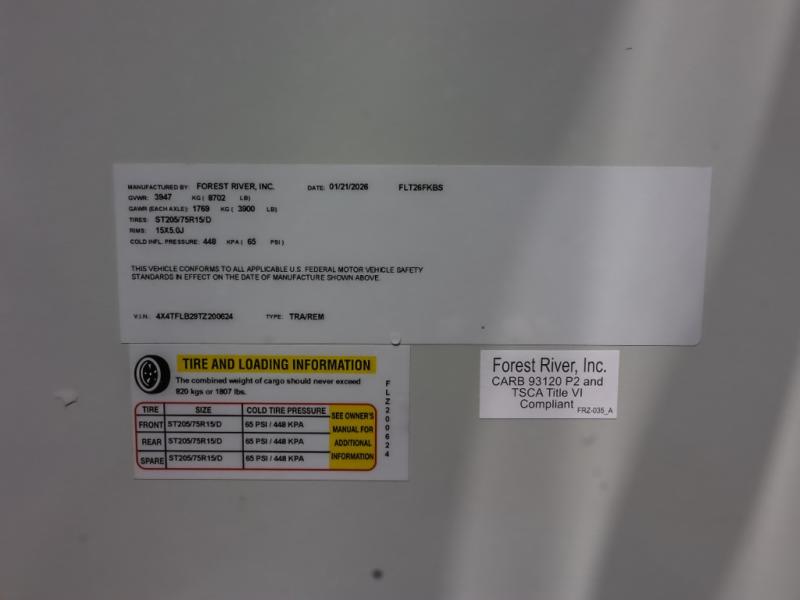 MANUFACTURED BY: FOREST RIVER, INC. DATE: 01/21/2026 FLT26FKBS
GVWR: 3947 KG ( 8702 LB)
GAWR (EACH AXLE): 1769 KG ( 3900 LB)
TIRES: ST205/75R15/D
RIMS: 15X5.0J
COLD INFL. PRESSURE: 448 KPA ( 65 PSI )
THIS VEHICLE CONFORMS TO ALL APPLICABLE U.S. FEDERAL MOTOR VEHICLE SAFETY
STANDARDS IN EFFECT ON THE DATE OF MANUFACTURE SHOWN ABOVE.
V.I.N.: 4X4TFLB29TZ200624 TYPE: TRA/REM
TIRE AND LOADING INFORMATION
The combined weight of cargo should never exceed
820 kgs or 1807 lbs.
TIRE SIZE COLD TIRE PRESSURE
FRONT ST205/75R15/D 65 PSI / 448 KPA
REAR ST205/75R15/D 65 PSI / 448 KPA
SPARE ST205/75R15/D 65 PSI / 448 KPA
SEE OWNER'S
MANUAL FOR
ADDITIONAL
INFORMATION
FLZ200624
Forest River, Inc.
CARB 93120 P2 and
TSCA Title VI
Compliant FRZ-035_A